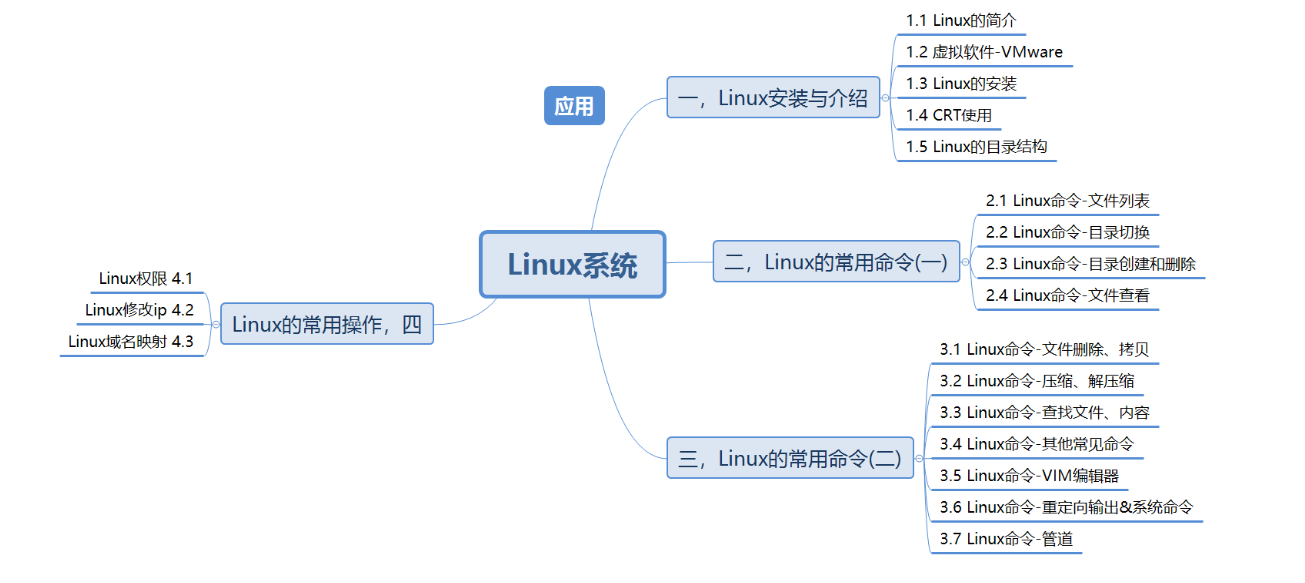 应用
Linux系统
一，Linux安装与介绍
1.1 Linux的简介
1.2 虚拟软件-VMware
1.3 Linux的安装
1.4 CRT使用
1.5 Linux的目录结构
二，Linux的常用命令(一)
2.1 Linux命令-文件列表
2.2 Linux命令-目录切换
2.3 Linux命令-目录创建和删除
2.4 Linux命令-文件查看
三，Linux的常用命令(二)
3.1 Linux命令-文件删除、拷贝
3.2 Linux命令-压缩、解压缩
3.3 Linux命令-查找文件、内容
3.4 Linux命令-其他常见命令
3.5 Linux命令-VIM编辑器
3.6 Linux命令-重定向输出&系统命令
3.7 Linux命令-管道
Linux的常用操作，四
Linux权限 4.1
Linux修改ip 4.2
Linux域名映射 4.3